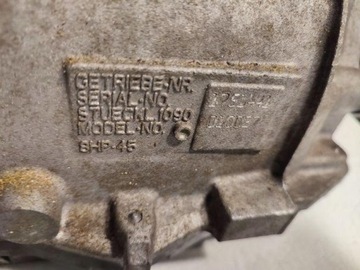 GETRIEBE-NR.
SERIAL.NO.
STUECKL.1090
MODEL-NO.
8HP-45